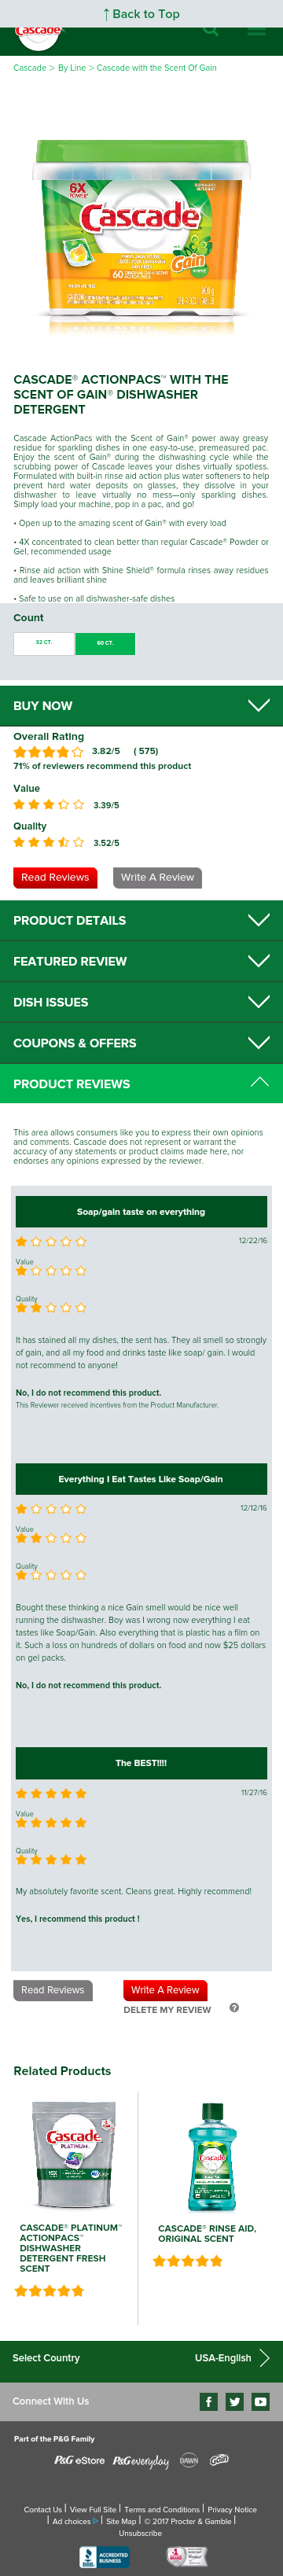 ↑ Back to Top
Cascade
Cascade > By Line > Cascade with the Scent Of Gain
6X
POWER*
Cascade
Gain
60
CASCADE® ACTIONPACS™ WITH THE
SCENT OF GAIN® DISHWASHER
DETERGENT
Cascade ActionPacs with the Scent of Gain® power away greasy
residue for sparkling dishes in one easy-to-use, premeasured pac.
Enjoy the scent of Gain® during the dishwashing cycle while the
scrubbing power of Cascade leaves your dishes virtually spotless.
Formulated with built-in rinse aid action plus water softeners to help
prevent hard water deposits on glasses, they dissolve in your
dishwasher to leave virtually no mess—only sparkling dishes.
Simply load your machine, pop in a pac, and go!
• Open up to the amazing scent of Gain® with every load
• 4X concentrated to clean better than regular Cascade® Powder or
Gel, recommended usage
• Rinse aid action with Shine Shield® formula rinses away residues
and leaves brilliant shine
• Safe to use on all dishwasher-safe dishes
Count
32 CT. 60 CT.
BUY NOW
Overall Rating
3.82/5 ( 575)
71% of reviewers recommend this product
Value
3.39/5
Quality
3.52/5
Read Reviews Write A Review
PRODUCT DETAILS
FEATURED REVIEW
DISH ISSUES
COUPONS & OFFERS
PRODUCT REVIEWS
This area allows consumers like you to express their own opinions
and comments. Cascade does not represent or warrant the
accuracy of any statements or product claims made here, nor
endorses any opinions expressed by the reviewer.
Soap/gain taste on everything
12/22/16
Value
Quality
It has stained all my dishes, the sent has. They all smell so strongly
of gain, and all my food and drinks taste like soap/ gain. I would
not recommend to anyone!
No, I do not recommend this product.
This Reviewer received incentives from the Product Manufacturer.
Everything I Eat Tastes Like Soap/Gain
12/12/16
Value
Quality
Bought these thinking a nice Gain smell would be nice well
running the dishwasher. Boy was I wrong now everything I eat
tastes like Soap/Gain. Also everything that is plastic has a film on
it. Such a loss on hundreds of dollars on food and now $25 dollars
on gel packs.
No, I do not recommend this product.
The BEST!!!!
11/27/16
Value
Quality
My absolutely favorite scent. Cleans great. Highly recommend!
Yes, I recommend this product !
Read Reviews Write A Review
DELETE MY REVIEW ?
Related Products
Cascade
PLATINUM
Cascade
CASCADE® PLATINUM™
ACTIONPACS™
DISHWASHER
DETERGENT FRESH
SCENT
CASCADE® RINSE AID,
ORIGINAL SCENT
Select Country USA-English
Connect With Us
Part of the P&G Family
P&G eStore P&G everyday DAWN Gain
Contact Us | View Full Site | Terms and Conditions | Privacy Notice
| Ad choices | Site Map | © 2017 Procter & Gamble |
Unsubscribe
BBB ACCREDITED
BUSINESS